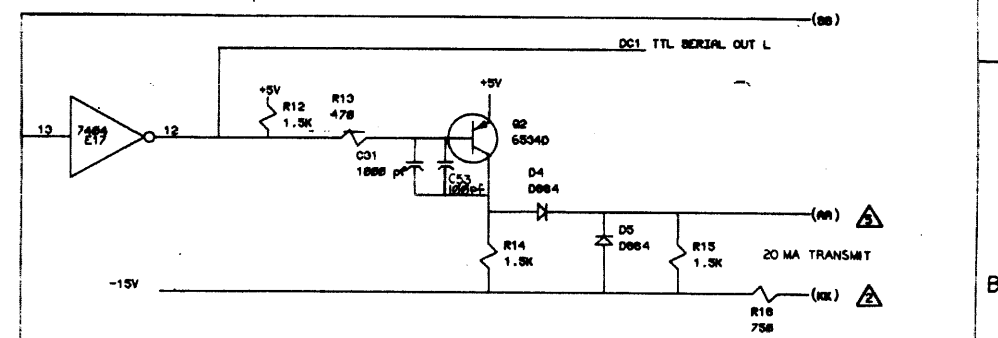 (SS)
DC1 TTL SERIAL OUT L
+5V
R12
1.5K
R13
470
+5V
13
7404
E17
12
Q2
6534D
C31
1000 pf
C53
100pf
D4
D664
(AA)
5
R14
1.5K
D5
D664
R15
1.5K
20 MA TRANSMIT
-15V
(KK)
2
R16
750
B